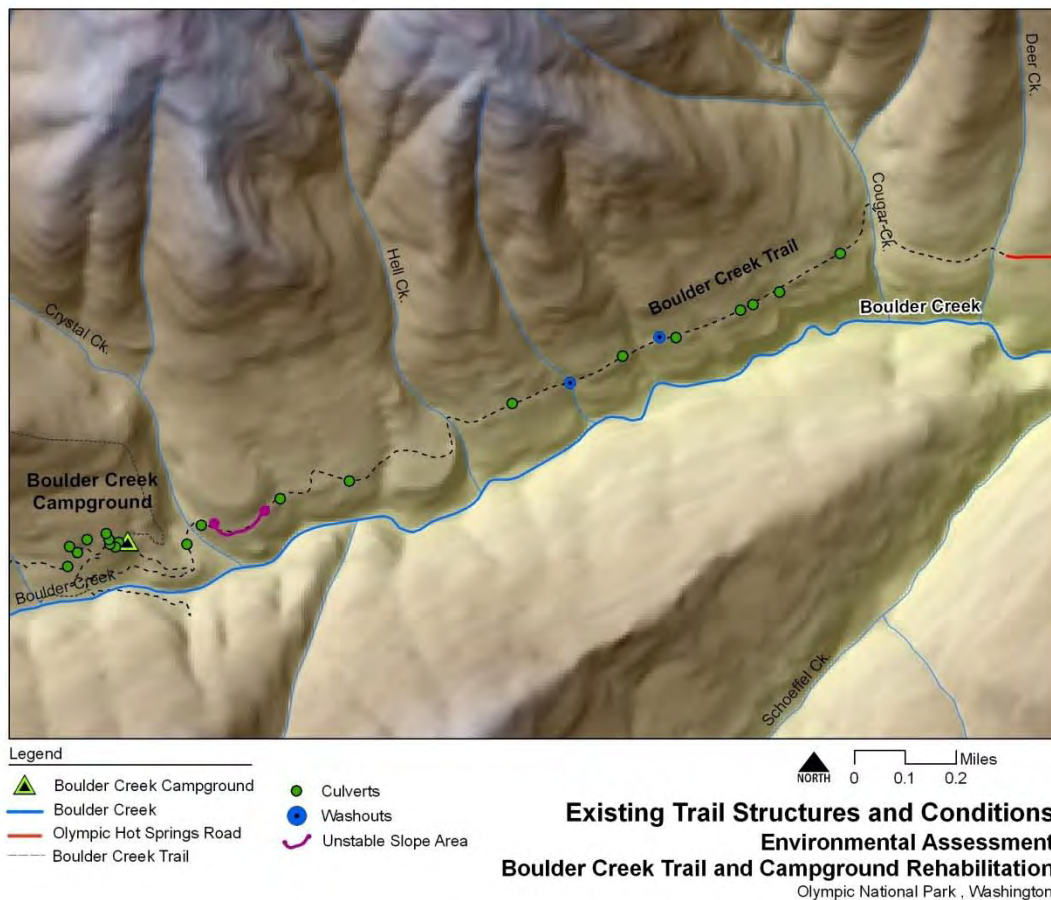 Deer Ck.
Cougar Ck.
Hell Ck.
Boulder Creek Trail
Boulder Creek
Crystal Ck.
Boulder Creek
Campground
Boulder Creek
Schoeffel Ck.
Legend
Boulder Creek Campground
Boulder Creek
Olympic Hot Springs Road
Boulder Creek Trail
Culverts
Washouts
Unstable Slope Area
NORTH
0 0.1 0.2
Miles
Existing Trail Structures and Conditions
Environmental Assessment
Boulder Creek Trail and Campground Rehabilitation
Olympic National Park , Washington